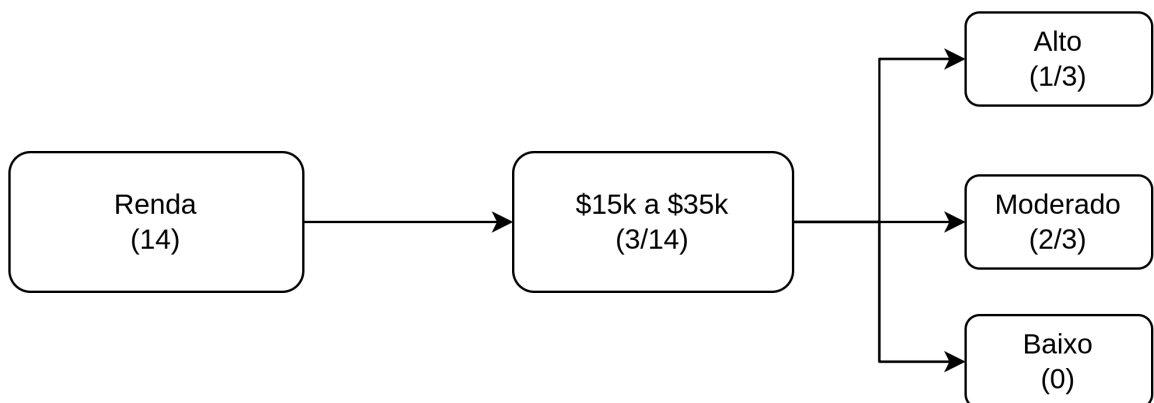 Renda
(14)
$15k a $35k
(3/14)
Alto
(1/3)
Moderado
(2/3)
Baixo
(0)